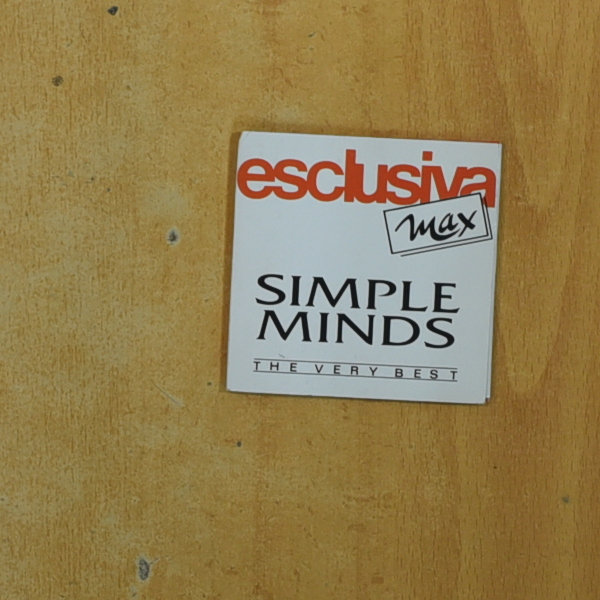 esclusiva
max
SIMPLE
MINDS
THE VERY BEST